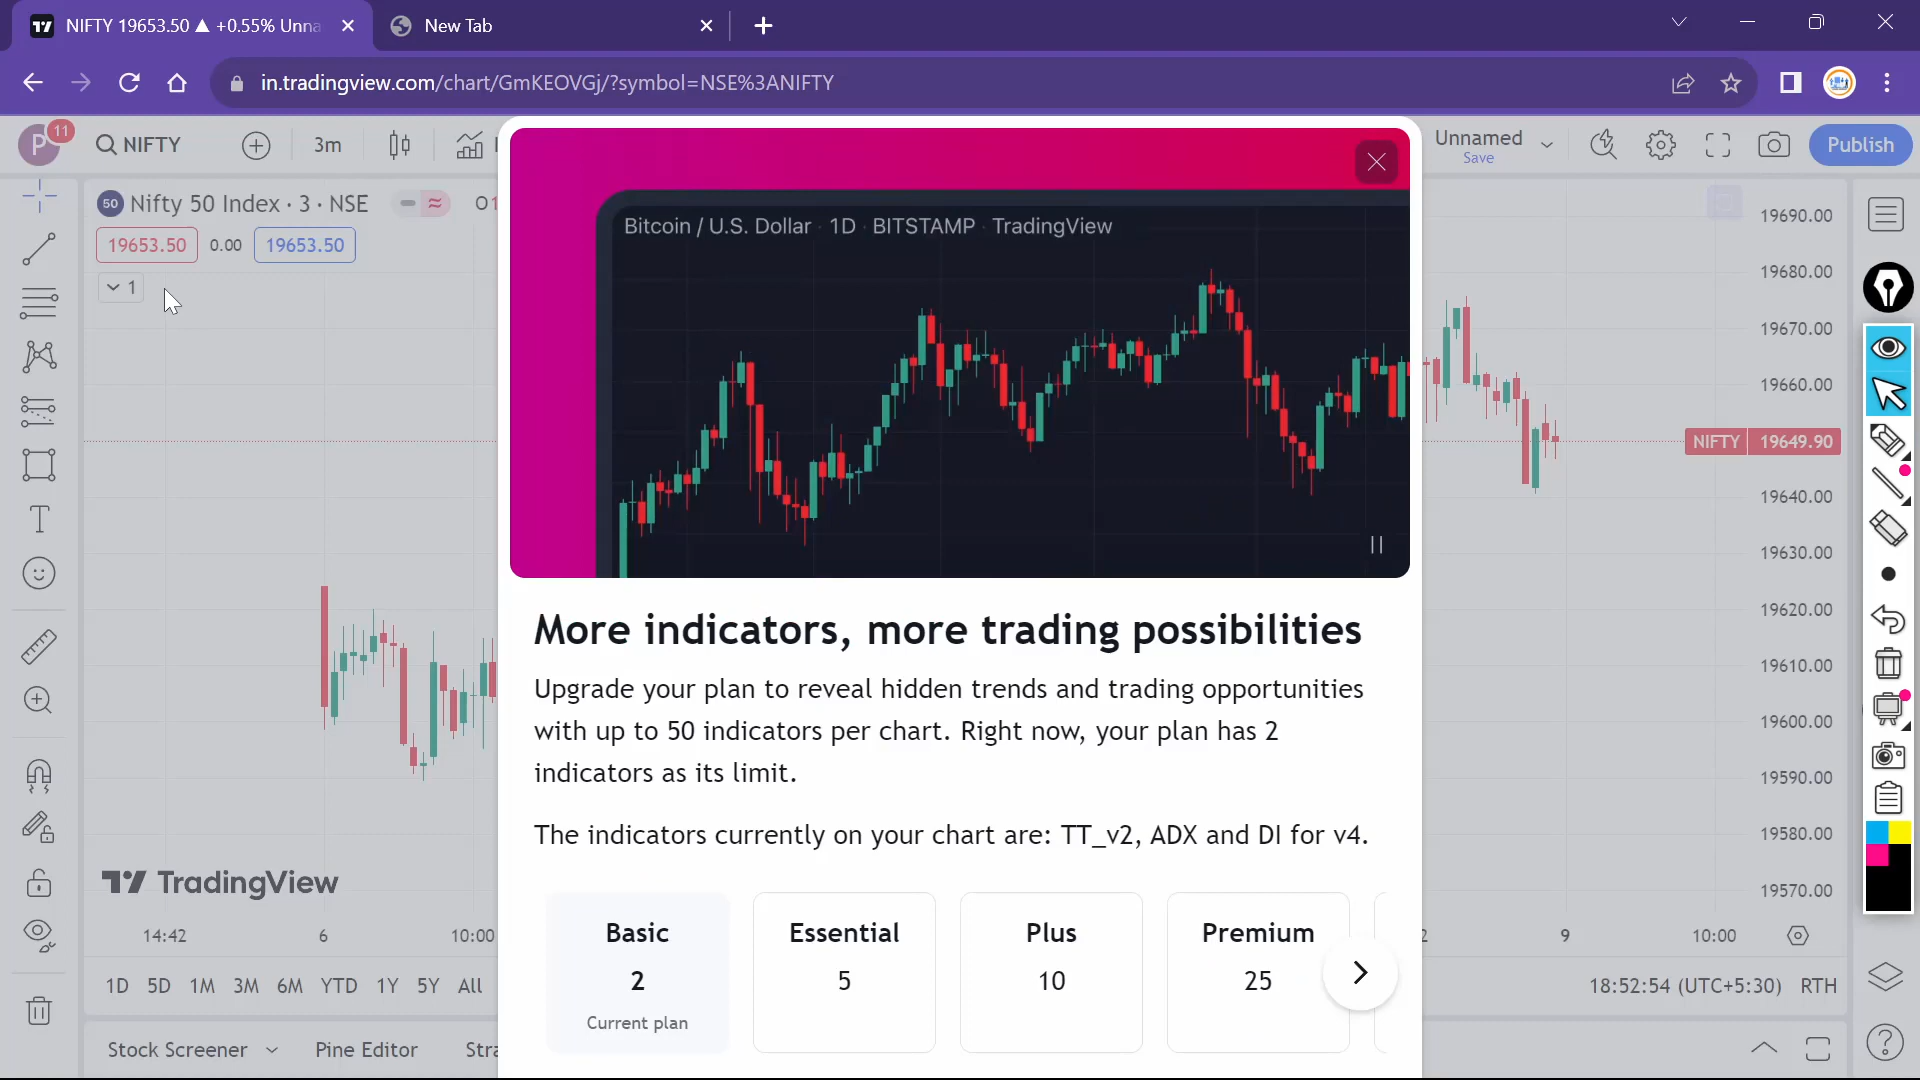 NIFTY 19653.50 ▲ +0.55% Unna
New Tab
in.tradingview.com/chart/GmKEOVGj/?symbol=NSE%3ANIFTY
P
11
NIFTY
3m
Unnamed
Save
Publish
50 Nifty 50 Index · 3 · NSE
O1
19653.50 0.00 19653.50
1
Bitcoin / U.S. Dollar · 1D · BITSTAMP · TradingView
More indicators, more trading possibilities
Upgrade your plan to reveal hidden trends and trading opportunities
with up to 50 indicators per chart. Right now, your plan has 2
indicators as its limit.
The indicators currently on your chart are: TT_v2, ADX and DI for v4.
Basic
2
Current plan
Essential
5
Plus
10
Premium
25
19690.00
19680.00
19670.00
19660.00
NIFTY 19649.90
19640.00
19630.00
19620.00
19610.00
19600.00
19590.00
19580.00
19570.00
TradingView
14:42 6 10:00 2 9 10:00
1D 5D 1M 3M 6M YTD 1Y 5Y All
18:52:54 (UTC+5:30) RTH
Stock Screener Pine Editor Stra